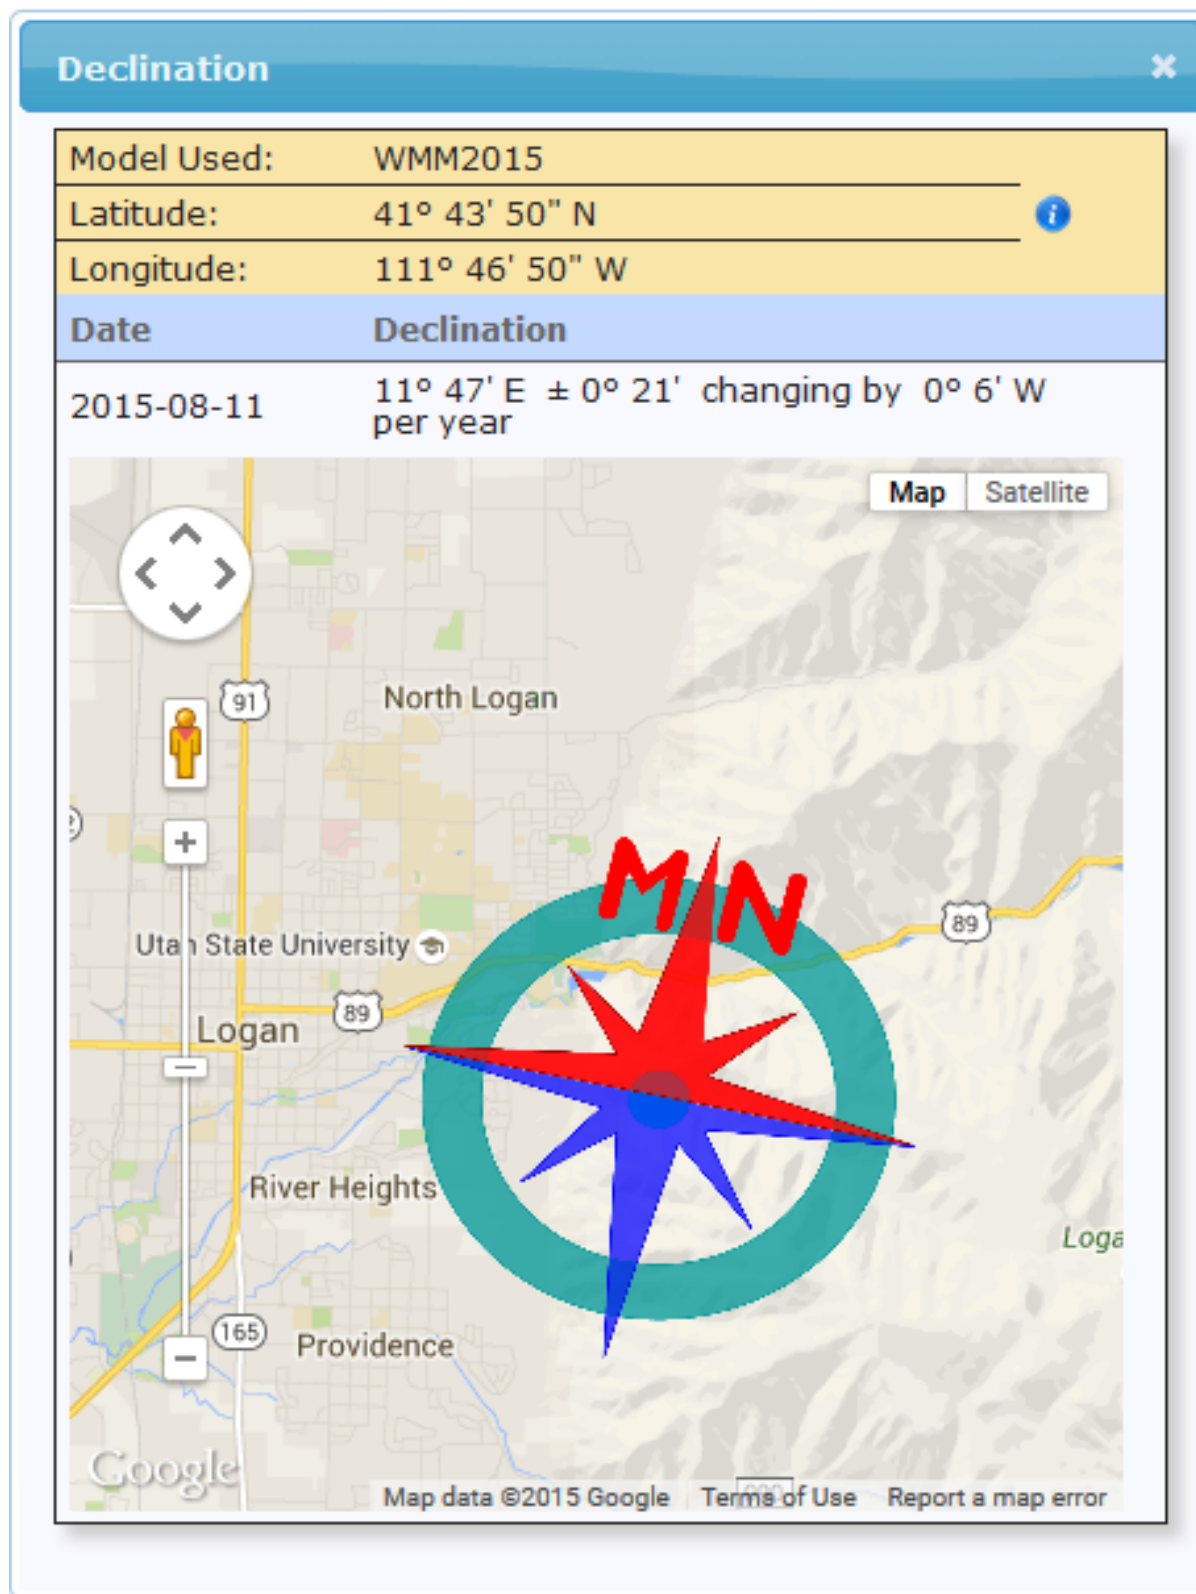 Declination
Model Used: WMM2015
Latitude: 41° 43' 50" N
Longitude: 111° 46' 50" W
Date Declination
2015-08-11 11° 47' E ± 0° 21' changing by 0° 6' W
per year
Map Satellite
91
North Logan
MN
89
Utah State University
89
Logan
River Heights
Loga
165
Providence
Google
Map data ©2015 Google Terms of Use Report a map error